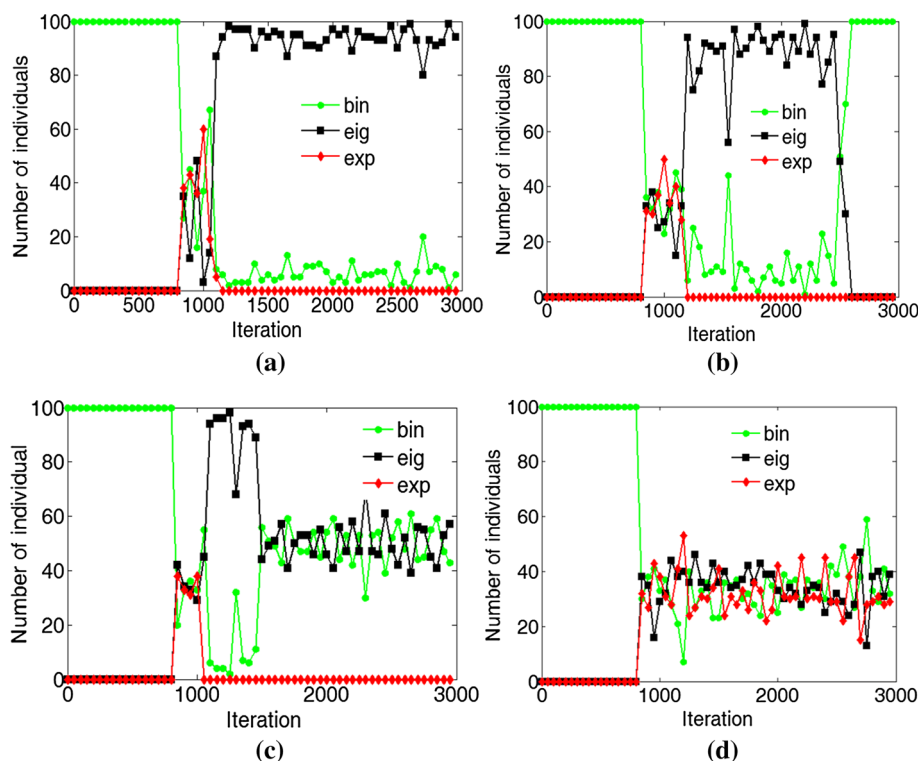 100
80
60
40
20
0
Number of individuals
bin
eig
exp
0 500 1000 1500 2000 2500 3000
Iteration
(a)
100
80
60
40
20
0
Number of individuals
bin
eig
exp
0 1000 2000 3000
Iteration
(b)
100
80
60
40
20
0
Number of individual
bin
eig
exp
0 1000 2000 3000
Iteration
(c)
100
80
60
40
20
0
Number of individuals
bin
eig
exp
0 1000 2000 3000
Iteration
(d)